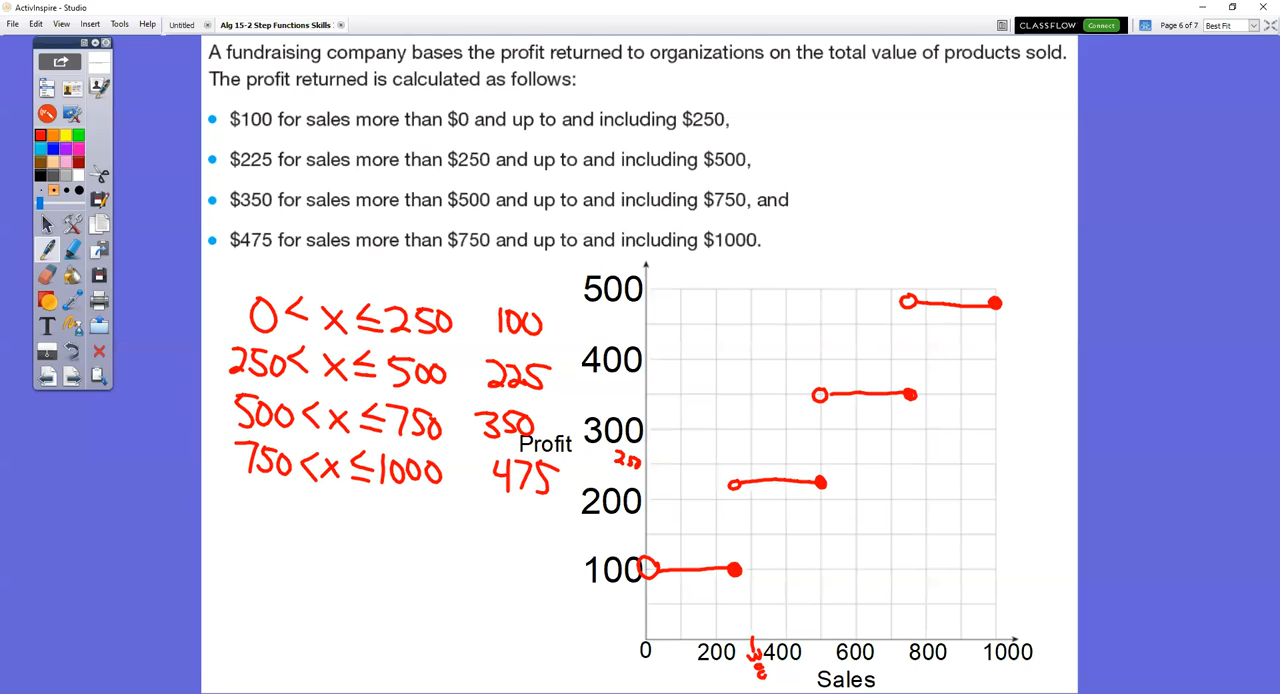 ActivInspire - Studio
File Edit View Insert Tools Help Untitled Alg 15-2 Step Functions Skills CLASSFLOW Connect Page 6 of 7 Best Fit
A fundraising company bases the profit returned to organizations on the total value of products sold.
The profit returned is calculated as follows:
• $100 for sales more than $0 and up to and including $250,
• $225 for sales more than $250 and up to and including $500,
• $350 for sales more than $500 and up to and including $750, and
• $475 for sales more than $750 and up to and including $1000.
0 < x ≤ 250 100
250 < x ≤ 500 225
500 < x ≤ 750 350
750 < x ≤ 1000 475
Profit
500
400
300
250
200
100
0 200 400 600 800 1000
300
Sales